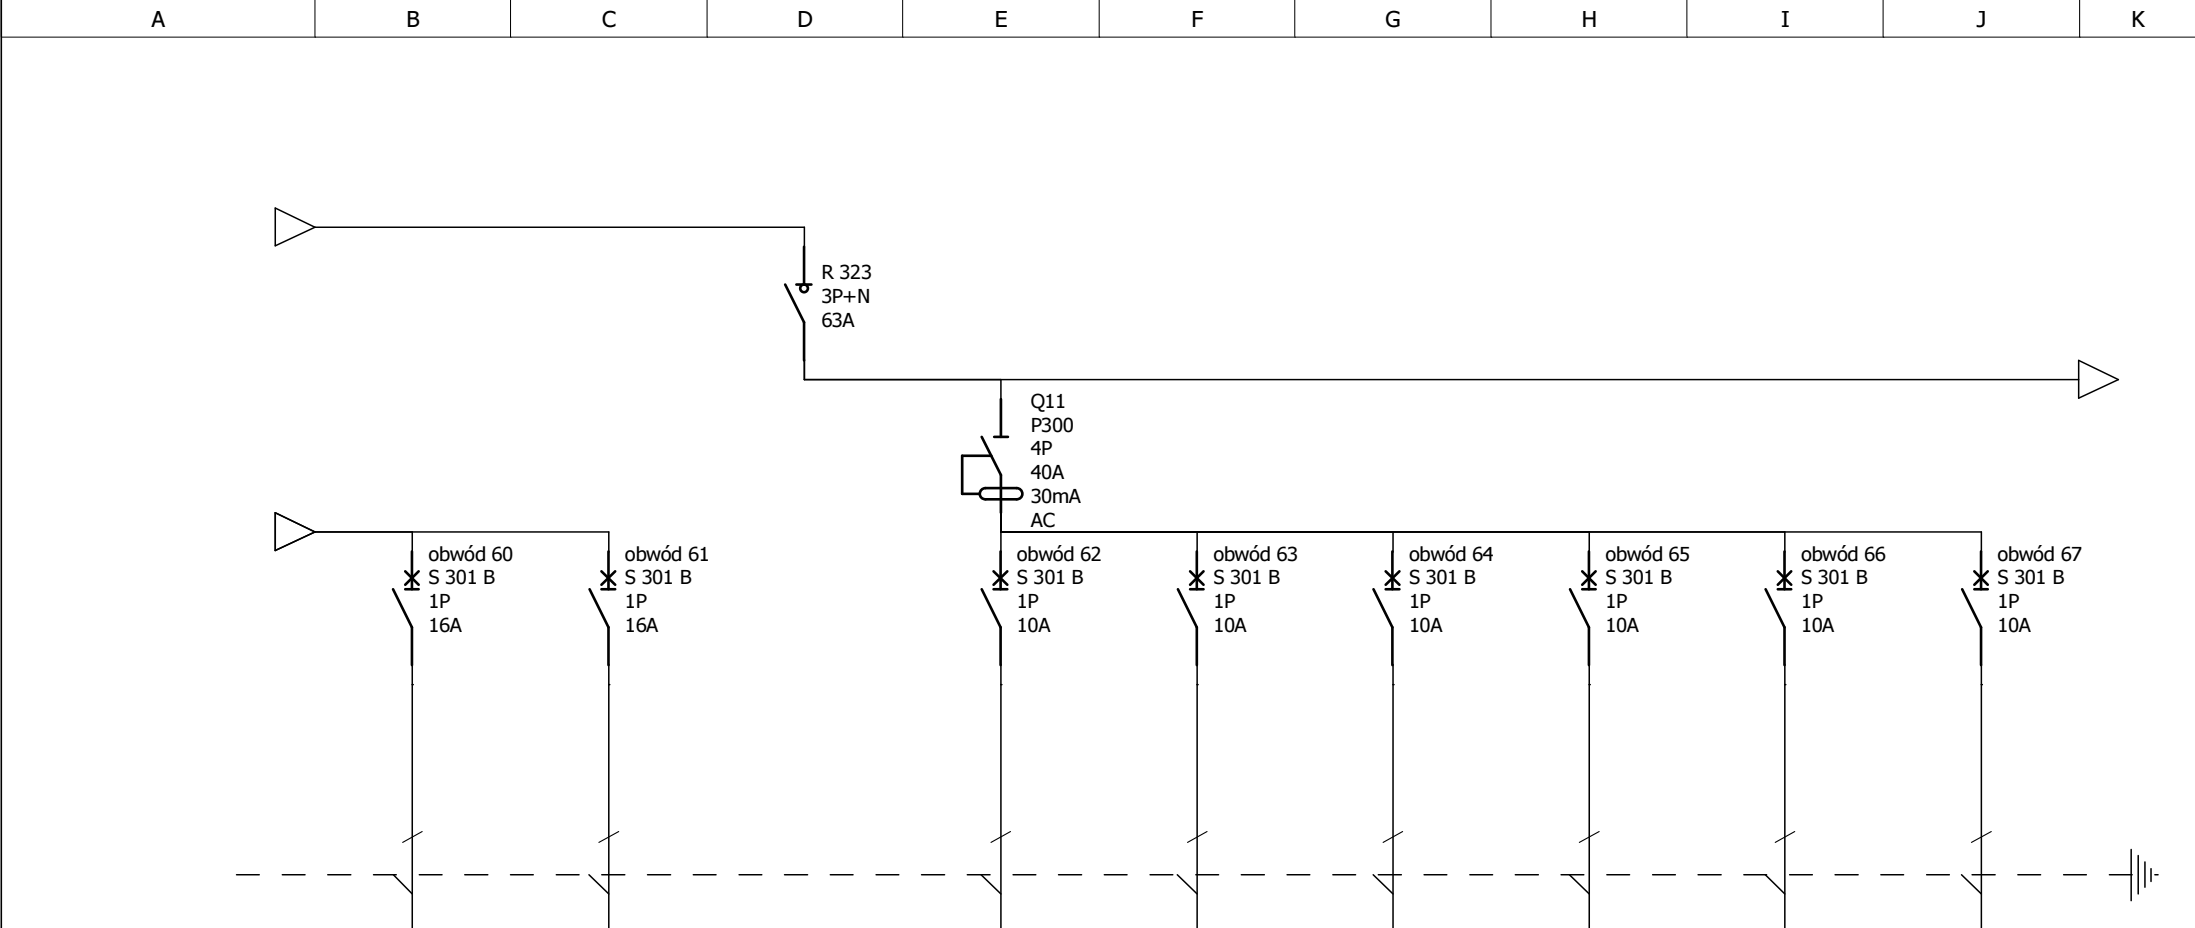 A B C D E F G H I J K
R 323
3P+N
63A
Q11
P300
4P
40A
30mA
AC
obwód 60
S 301 B
1P
16A
obwód 61
S 301 B
1P
16A
obwód 62
S 301 B
1P
10A
obwód 63
S 301 B
1P
10A
obwód 64
S 301 B
1P
10A
obwód 65
S 301 B
1P
10A
obwód 66
S 301 B
1P
10A
obwód 67
S 301 B
1P
10A